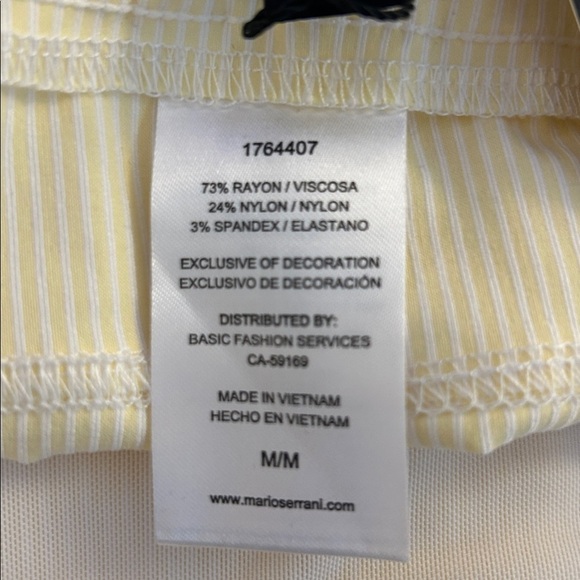 1764407
73% RAYON / VISCOSA
24% NYLON / NYLON
3% SPANDEX / ELASTANO
EXCLUSIVE OF DECORATION
EXCLUSIVO DE DECORACIÓN
DISTRIBUTED BY:
BASIC FASHION SERVICES
CA-59169
MADE IN VIETNAM
HECHO EN VIETNAM
M/M
www.marioserrani.com